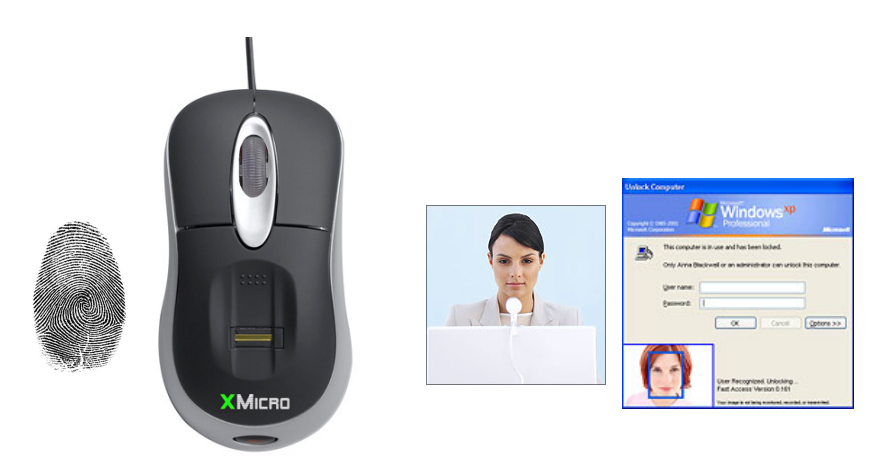 XMICRO
Unlock Computer
Microsoft
Windows xp
Professional
Copyright © 1985-2001
Microsoft Corporation
Microsoft
This computer is in use and has been locked.
Only Anna Blackwell or an administrator can unlock this computer.
User name:
Password:
OK Cancel Options >>
User Recognized. Unlocking...
Fast Access Version 0.161
Your image is not being monitored, recorded, or transmitted.